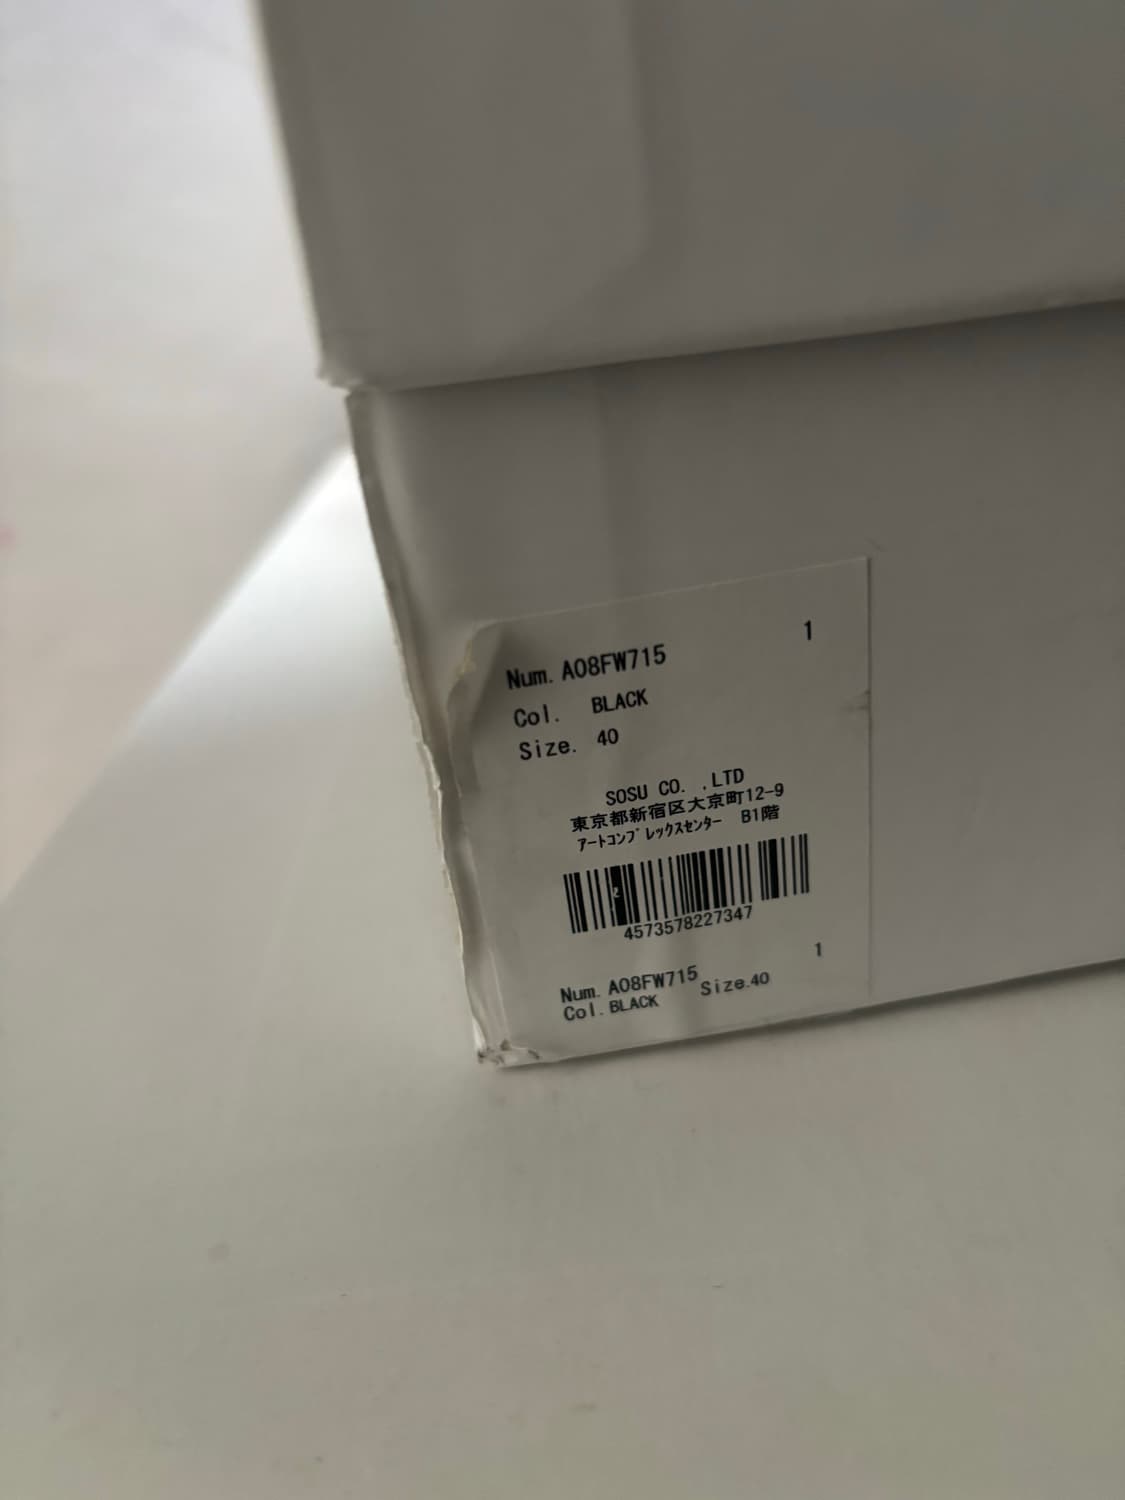 1
Num. A08FW715
Col. BLACK
Size. 40
SOSU CO. ,LTD
東京都新宿区大京町12-9
ｱｰﾄｺﾝﾌﾟﾚｯｸｽｾﾝﾀｰ B1階
4573578227347
1
Num. A08FW715 Size.40
Col. BLACK